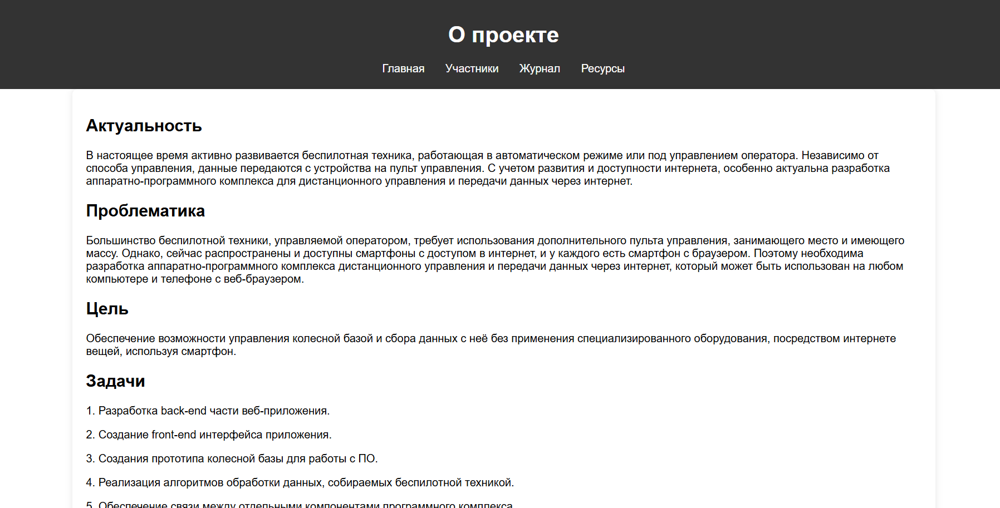 О проекте
Главная Участники Журнал Ресурсы
Актуальность
В настоящее время активно развивается беспилотная техника, работающая в автоматическом режиме или под управлением оператора. Независимо от
способа управления, данные передаются с устройства на пульт управления. С учетом развития и доступности интернета, особенно актуальна разработка
аппаратно-программного комплекса для дистанционного управления и передачи данных через интернет.
Проблематика
Большинство беспилотной техники, управляемой оператором, требует использования дополнительного пульта управления, занимающего место и имеющего
массу. Однако, сейчас распространены и доступны смартфоны с доступом в интернет, и у каждого есть смартфон с браузером. Поэтому необходима
разработка аппаратно-программного комплекса дистанционного управления и передачи данных через интернет, который может быть использован на любом
компьютере и телефоне с веб-браузером.
Цель
Обеспечение возможности управления колесной базой и сбора данных с неё без применения специализированного оборудования, посредством интернете
вещей, используя смартфон.
Задачи
1. Разработка back-end части веб-приложения.
2. Создание front-end интерфейса приложения.
3. Создания прототипа колесной базы для работы с ПО.
4. Реализация алгоритмов обработки данных, собираемых беспилотной техникой.
5. Обеспечение связи между отдельными компонентами программного комплекса.